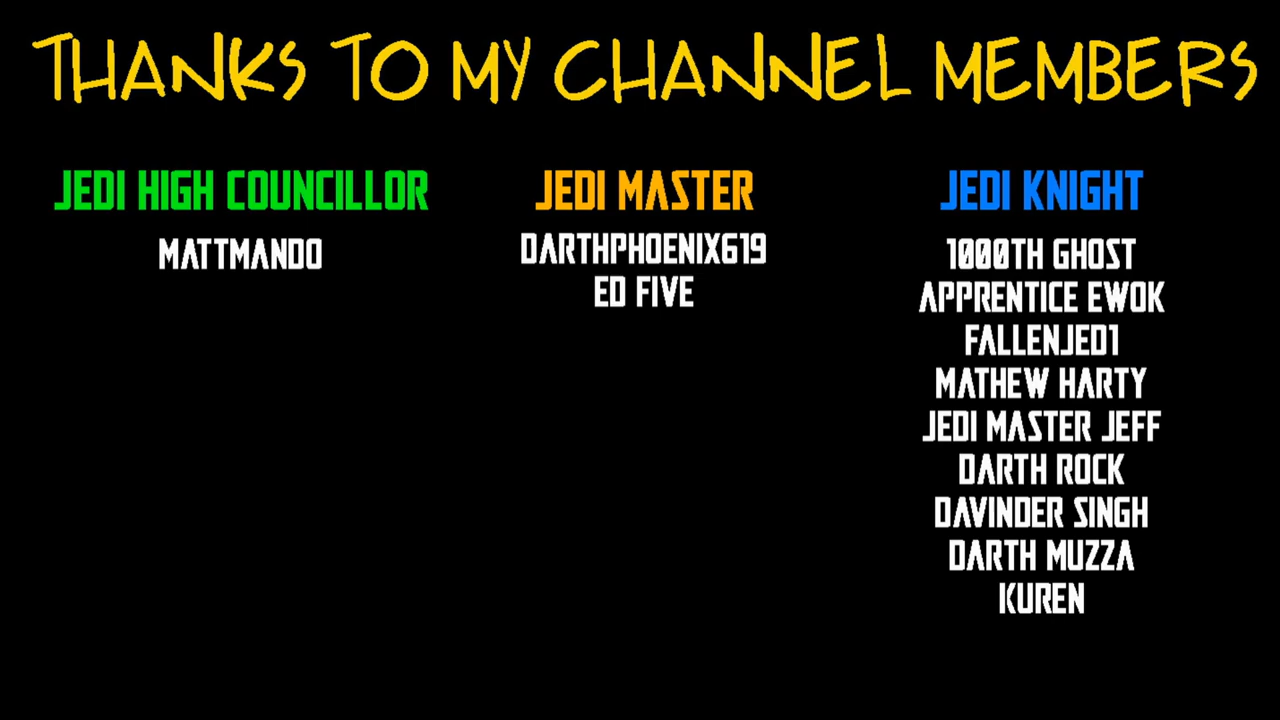 THANKS TO MY CHANNEL MEMBERS
JEDI HIGH COUNCILLOR
MATTMANDO
JEDI MASTER
DARTHPHOENIX619
ED FIVE
JEDI KNIGHT
1000TH GHOST
APPRENTICE EWOK
FALLENJED1
MATHEW HARTY
JEDI MASTER JEFF
DARTH ROCK
DAVINDER SINGH
DARTH MUZZA
KUREN